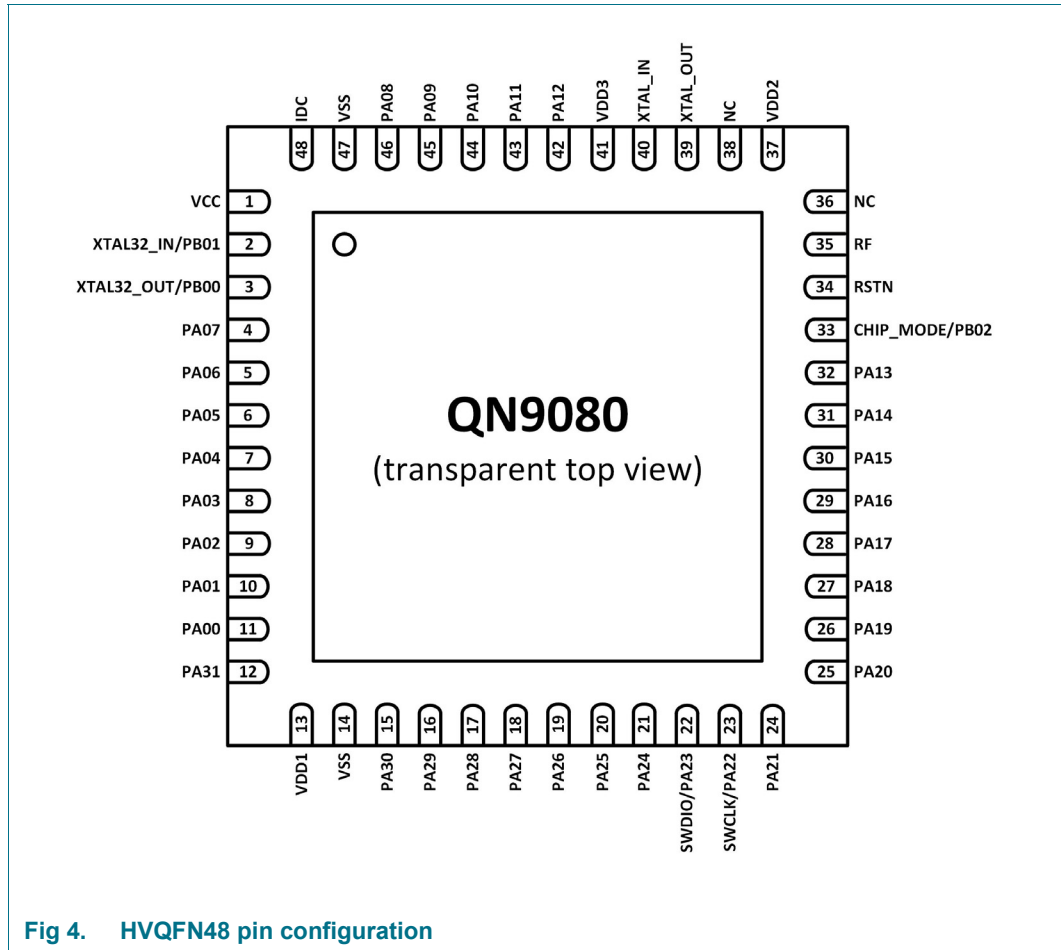 IDC
VSS
PA08
PA09
PA10
PA11
PA12
VDD3
XTAL_IN
XTAL_OUT
NC
VDD2
48
47
46
45
44
43
42
41
40
39
38
37
VCC 1
XTAL32_IN/PB01 2
XTAL32_OUT/PB00 3
PA07 4
PA06 5
PA05 6
PA04 7
PA03 8
PA02 9
PA01 10
PA00 11
PA31 12
QN9080
(transparent top view)
36 NC
35 RF
34 RSTN
33 CHIP_MODE/PB02
32 PA13
31 PA14
30 PA15
29 PA16
28 PA17
27 PA18
26 PA19
25 PA20
13
14
15
16
17
18
19
20
21
22
23
24
VDD1
VSS
PA30
PA29
PA28
PA27
PA26
PA25
PA24
SWDIO/PA23
SWCLK/PA22
PA21
Fig 4. HVQFN48 pin configuration